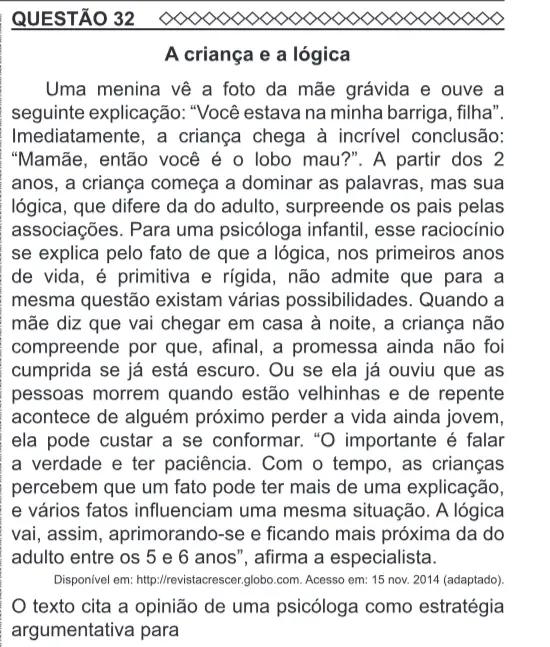 QUESTÃO 32
A criança e a lógica
Uma menina vê a foto da mãe grávida e ouve a
seguinte explicação: “Você estava na minha barriga, filha”.
Imediatamente, a criança chega à incrível conclusão:
“Mamãe, então você é o lobo mau?”. A partir dos 2
anos, a criança começa a dominar as palavras, mas sua
lógica, que difere da do adulto, surpreende os pais pelas
associações. Para uma psicóloga infantil, esse raciocínio
se explica pelo fato de que a lógica, nos primeiros anos
de vida, é primitiva e rígida, não admite que para a
mesma questão existam várias possibilidades. Quando a
mãe diz que vai chegar em casa à noite, a criança não
compreende por que, afinal, a promessa ainda não foi
cumprida se já está escuro. Ou se ela já ouviu que as
pessoas morrem quando estão velhinhas e de repente
acontece de alguém próximo perder a vida ainda jovem,
ela pode custar a se conformar. “O importante é falar
a verdade e ter paciência. Com o tempo, as crianças
percebem que um fato pode ter mais de uma explicação,
e vários fatos influenciam uma mesma situação. A lógica
vai, assim, aprimorando-se e ficando mais próxima da do
adulto entre os 5 e 6 anos”, afirma a especialista.
Disponível em: http://revistacrescer.globo.com. Acesso em: 15 nov. 2014 (adaptado).
O texto cita a opinião de uma psicóloga como estratégia
argumentativa para